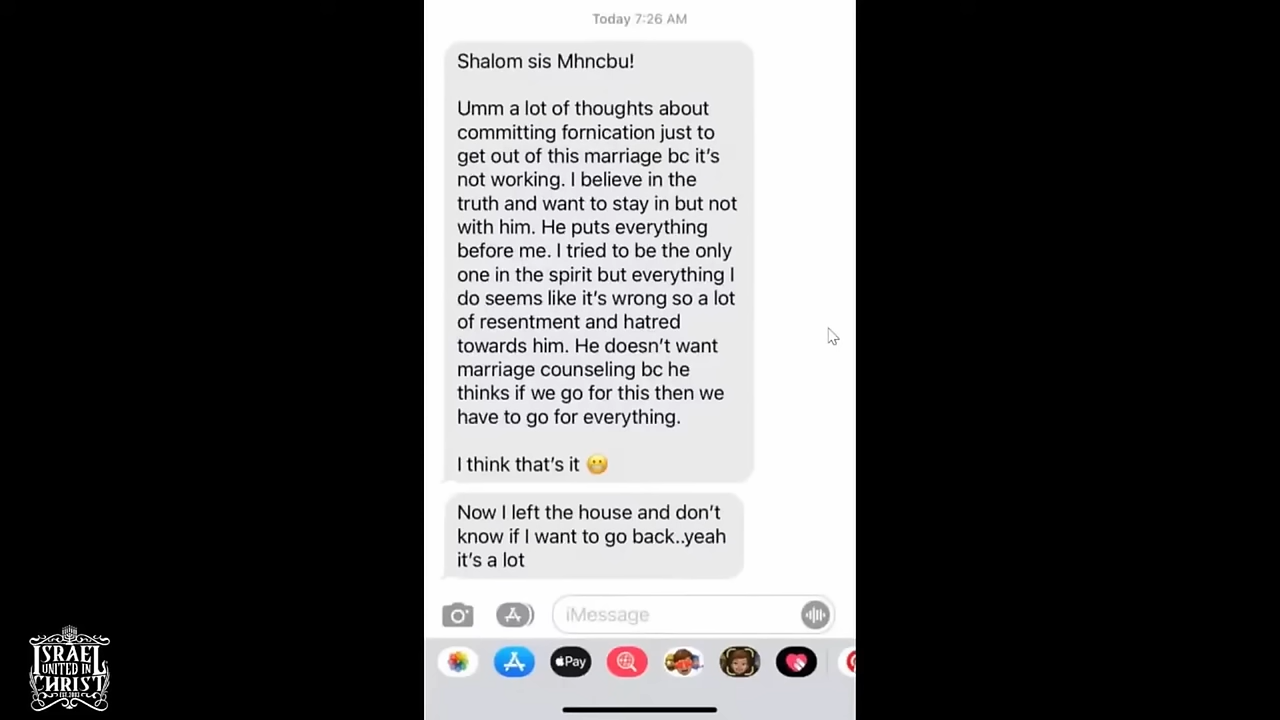 Today 7:26 AM
Shalom sis Mhncbu!
Umm a lot of thoughts about
committing fornication just to
get out of this marriage bc it's
not working. I believe in the
truth and want to stay in but not
with him. He puts everything
before me. I tried to be the only
one in the spirit but everything I
do seems like it's wrong so a lot
of resentment and hatred
towards him. He doesn't want
marriage counseling bc he
thinks if we go for this then we
have to go for everything.
I think that's it 😬
Now I left the house and don't
know if I want to go back..yeah
it's a lot
iMessage
Pay
ISRAEL
UNITED IN
CHRIST
EST. 2003